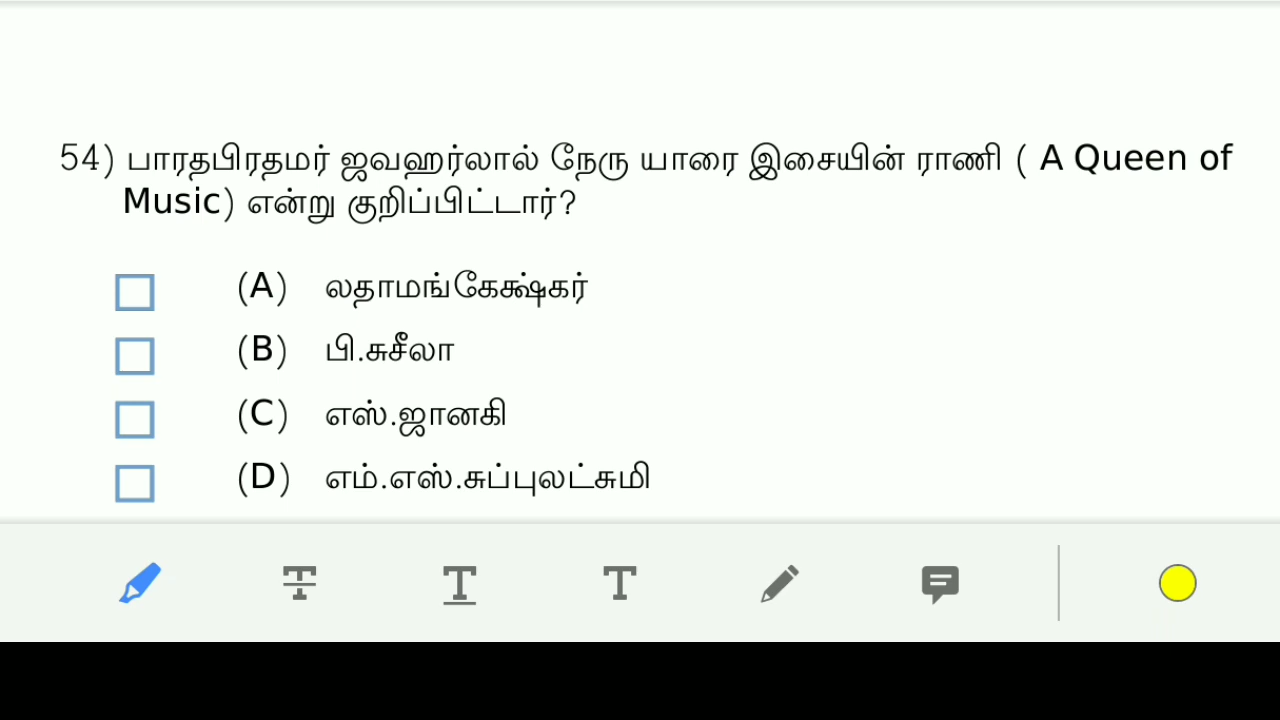 54) பாரதபிரதமர் ஜவஹர்லால் நேரு யாரை இசையின் ராணி ( A Queen of
Music) என்று குறிப்பிட்டார்?
(A) லதாமங்கேக்ஷ்கர்
(B) பி.சுசீலா
(C) எஸ்.ஜானகி
(D) எம்.எஸ்.சுப்புலட்சுமி